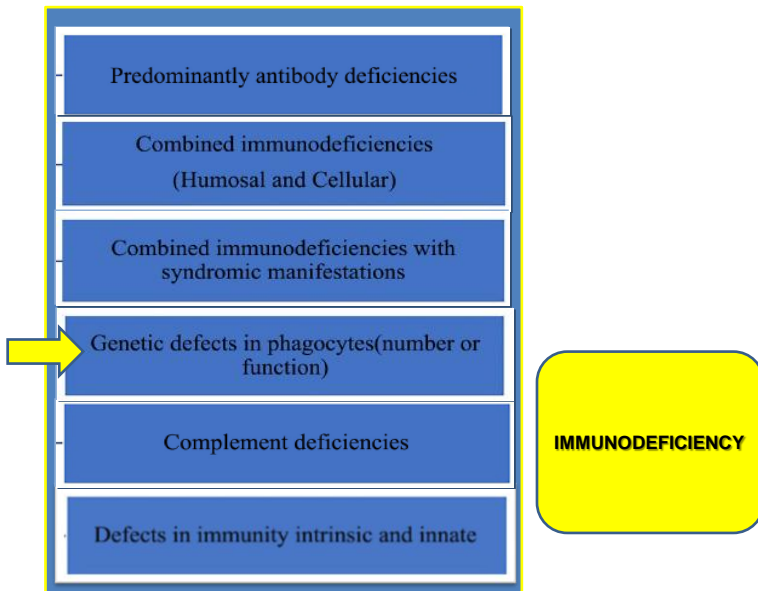 Predominantly antibody deficiencies
Combined immunodeficiencies
(Humosal and Cellular)
Combined immunodeficiencies with
syndromic manifestations
Genetic defects in phagocytes(number or
function)
Complement deficiencies
Defects in immunity intrinsic and innate
IMMUNODEFICIENCY